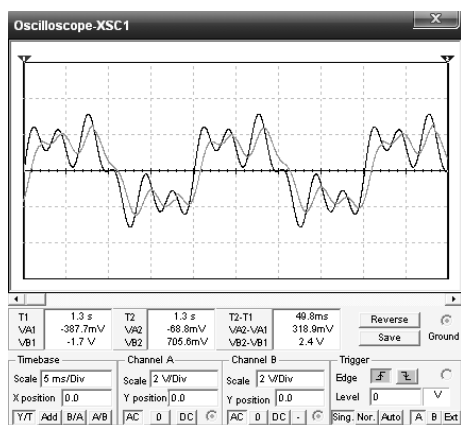 Oscilloscope-XSC1 X
T1 1.3 s T2 1.3 s T2-T1 49.8ms Reverse
VA1 -387.7mV VA2 -68.8mV VA2-VA1 318.9mV Save Ground
VB1 -1.7 V VB2 705.6mV VB2-VB1 2.4 V
Timebase Channel A Channel B Trigger
Scale 5 ms/Div Scale 2 V/Div Scale 2 V/Div Edge
X position 0.0 Y position 0.0 Y position 0.0 Level 0 V
Y/T Add B/A A/B AC 0 DC AC 0 DC - Sing. Nor. Auto A B Ext